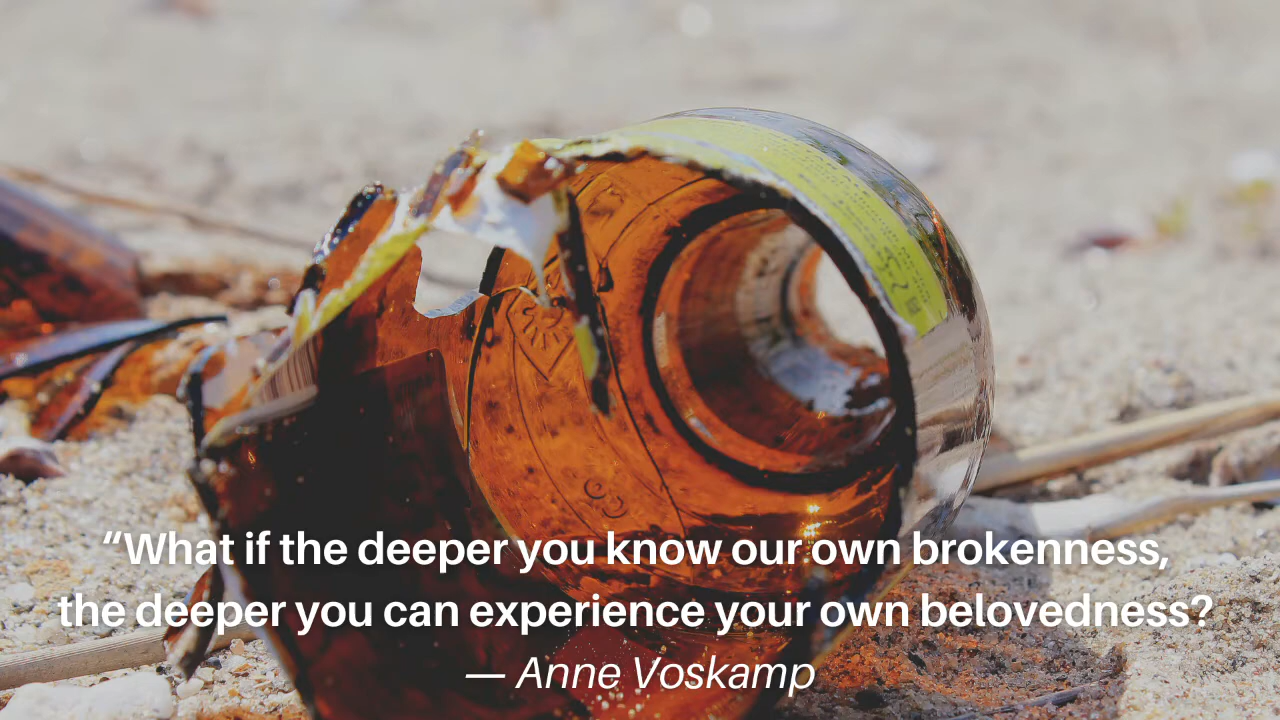 “What if the deeper you know our own brokenness,
the deeper you can experience your own belovedness?
— Anne Voskamp